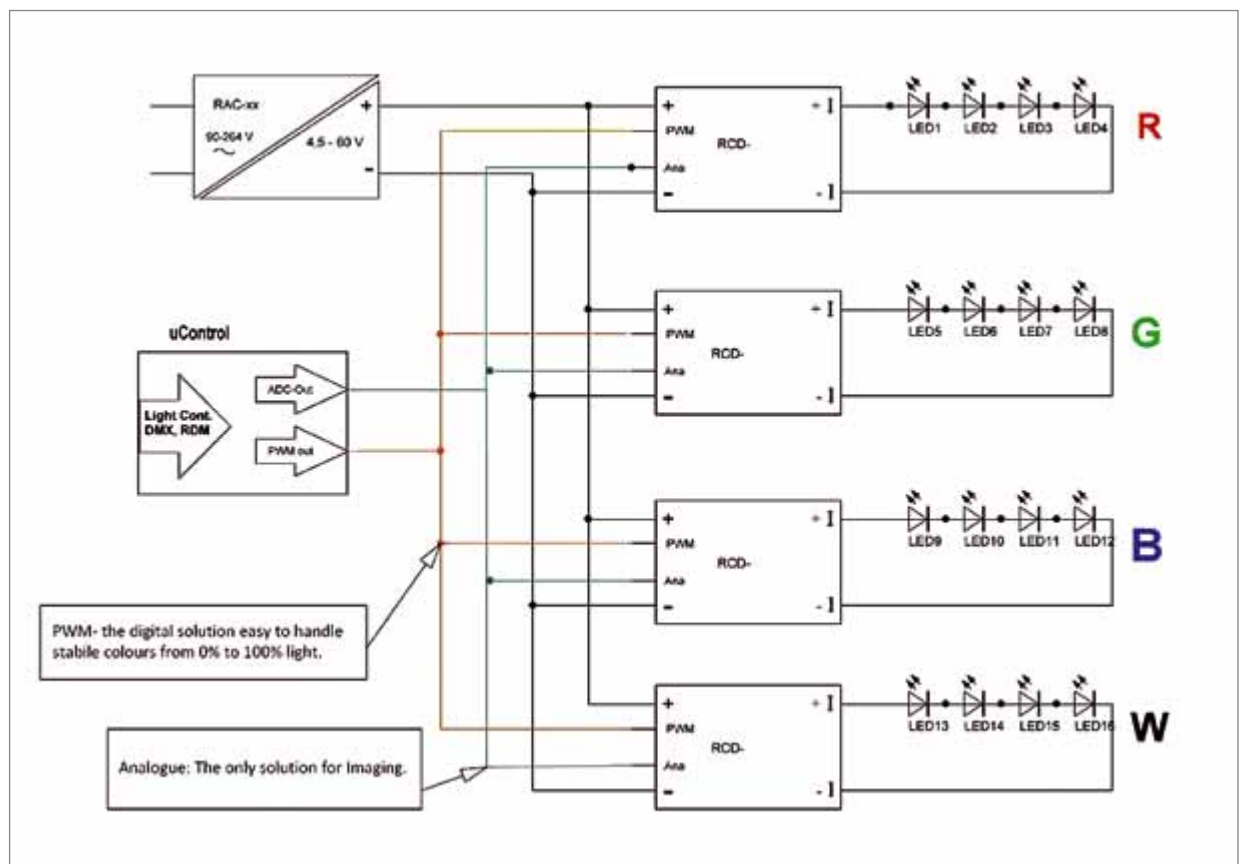 RAC-xx
90-264 V
~
+
4,5 - 60 V
-
uControl
Light Cont.
DMX, RDM
ADC-Out
PWM out
PWM- the digital solution easy to handle
stabile colours from 0% to 100% light.
Analogue: The only solution for Imaging.
+
PWM
Ana
-
RCD-
+ I
- I
LED1 LED2 LED3 LED4
R
+
PWM
Ana
-
RCD-
+ I
- I
LED5 LED6 LED7 LED8
G
+
PWM
Ana
-
RCD-
+ I
- I
LED9 LED10 LED11 LED12
B
+
PWM
Ana
-
RCD-
+ I
- I
LED13 LED14 LED15 LED16
W